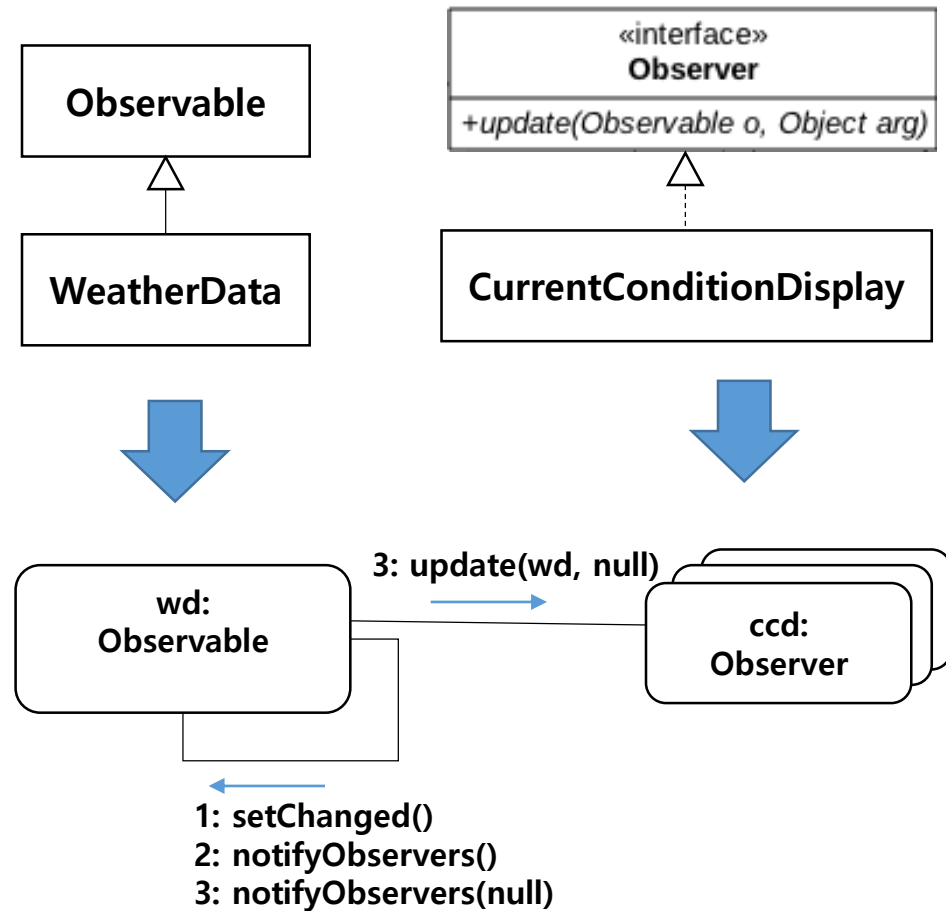 Observable
«interface»
Observer
+update(Observable o, Object arg)
WeatherData
CurrentConditionDisplay
3: update(wd, null)
wd:
Observable
ccd:
Observer
1: setChanged()
2: notifyObservers()
3: notifyObservers(null)